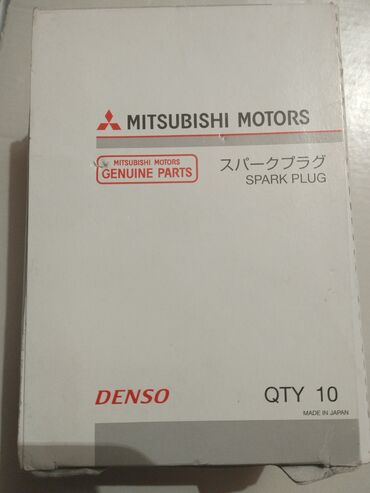 MITSUBISHI MOTORS
MITSUBISHI MOTORS
GENUINE PARTS
スパークプラグ
SPARK PLUG
DENSO
QTY 10
MADE IN JAPAN